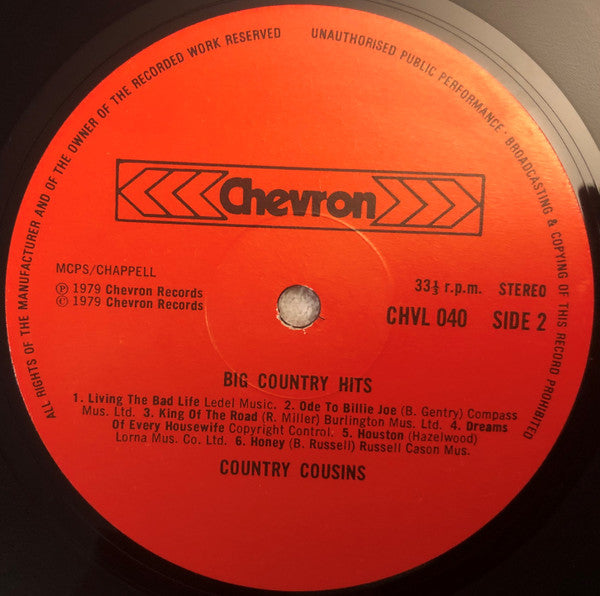 ALL RIGHTS OF THE MANUFACTURER AND OF THE OWNER OF THE RECORDED WORK RESERVED
UNAUTHORISED PUBLIC PERFORMANCE · BROADCASTING & COPYING OF THIS RECORD PROHIBITED
Chevron
MCPS/CHAPPELL
℗ 1979 Chevron Records
© 1979 Chevron Records
33⅓ r.p.m. STEREO
CHVL 040 SIDE 2
BIG COUNTRY HITS
1. Living The Bad Life Ledel Music. 2. Ode To Billie Joe (B. Gentry) Compass
Mus. Ltd. 3. King Of The Road (R. Miller) Burlington Mus. Ltd. 4. Dreams
Of Every Housewife Copyright Control. 5. Houston (Hazelwood)
Lorna Mus. Co. Ltd. 6. Honey (B. Russell) Russell Cason Mus.
COUNTRY COUSINS